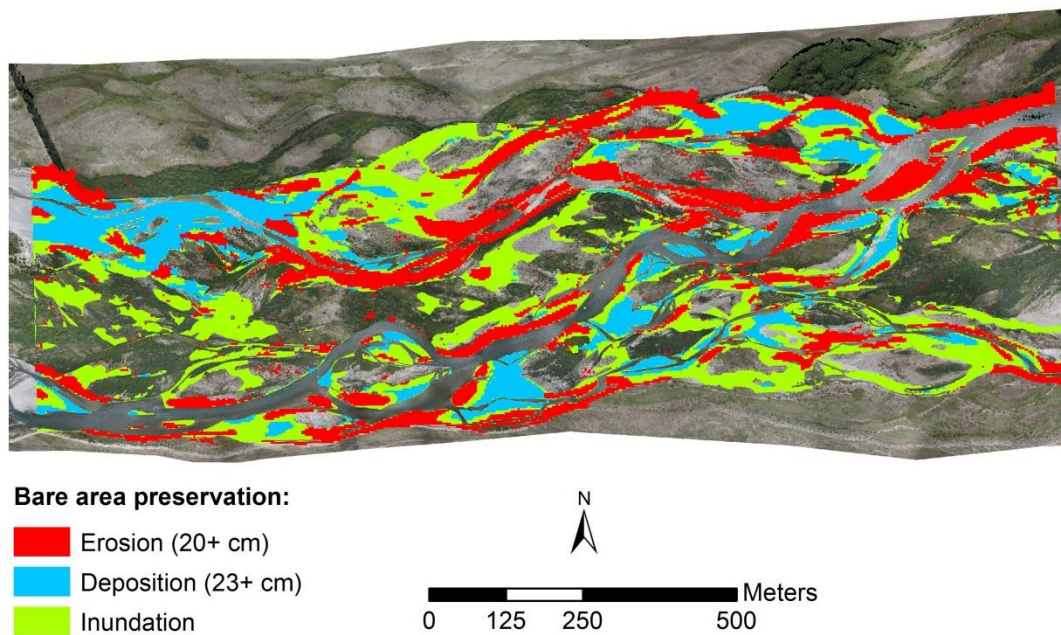 Bare area preservation:
Erosion (20+ cm)
Deposition (23+ cm)
Inundation
N
Meters
0 125 250 500